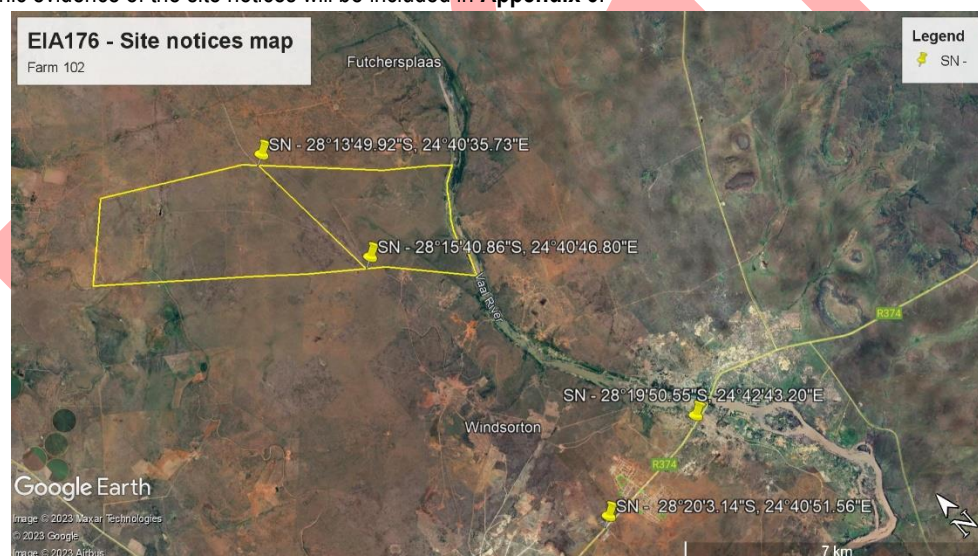 EIA176 - Site notices map
Farm 102
Legend
SN -
Futchersplaas
SN - 28°13'49.92"S, 24°40'35.73"E
SN - 28°15'40.86"S, 24°40'46.80"E
Vaal River
R374
SN - 28°19'50.55"S, 24°42'43.20"E
Windsorton
R374
SN - 28°20'3.14"S, 24°40'51.56"E
Google Earth
Image © 2023 Maxar Technologies
© 2023 Google
Image © 2023 Airbus
N
7 km